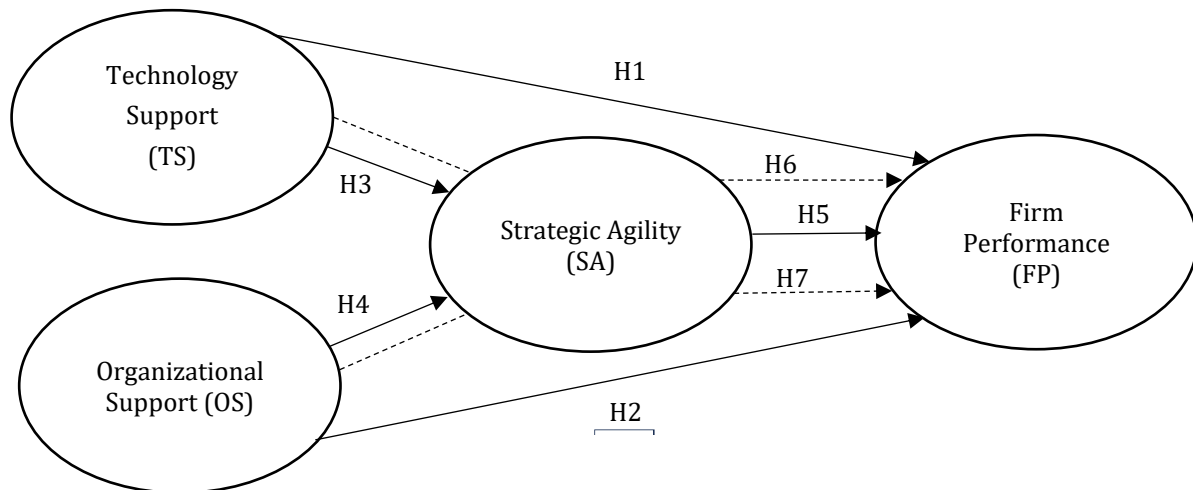 Technology
Support
(TS)
H1
H3
Strategic Agility
(SA)
H6
H5
H7
Firm
Performance
(FP)
H4
Organizational
Support (OS)
H2